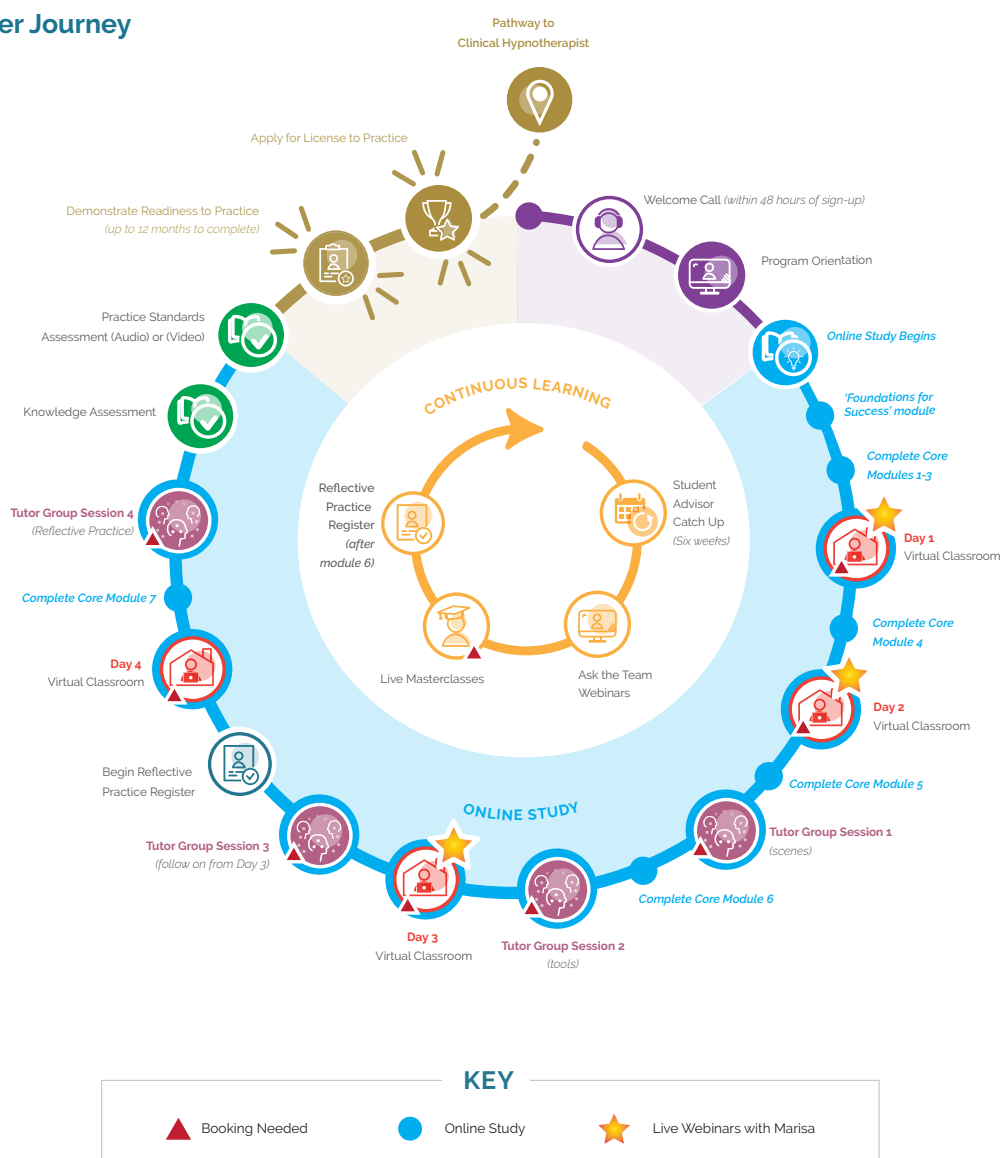 er Journey
Pathway to
Clinical Hypnotherapist
Apply for License to Practice
Demonstrate Readiness to Practice
(up to 12 months to complete)
Welcome Call (within 48 hours of sign-up)
Program Orientation
Practice Standards
Assessment (Audio) or (Video)
Online Study Begins
'Foundations for
Success' module
Knowledge Assessment
Complete Core
Modules 1-3
CONTINUOUS LEARNING
Reflective
Practice
Register
(after
module 6)
Student
Advisor
Catch Up
(Six weeks)
Tutor Group Session 4
(Reflective Practice)
Day 1
Virtual Classroom
Complete Core Module 7
Complete Core
Module 4
Day 4
Virtual Classroom
Live Masterclasses
Ask the Team
Webinars
Day 2
Virtual Classroom
Begin Reflective
Practice Register
Complete Core Module 5
ONLINE STUDY
Tutor Group Session 3
(follow on from Day 3)
Tutor Group Session 1
(scenes)
Complete Core Module 6
Day 3
Virtual Classroom
Tutor Group Session 2
(tools)
KEY
Booking Needed
Online Study
Live Webinars with Marisa